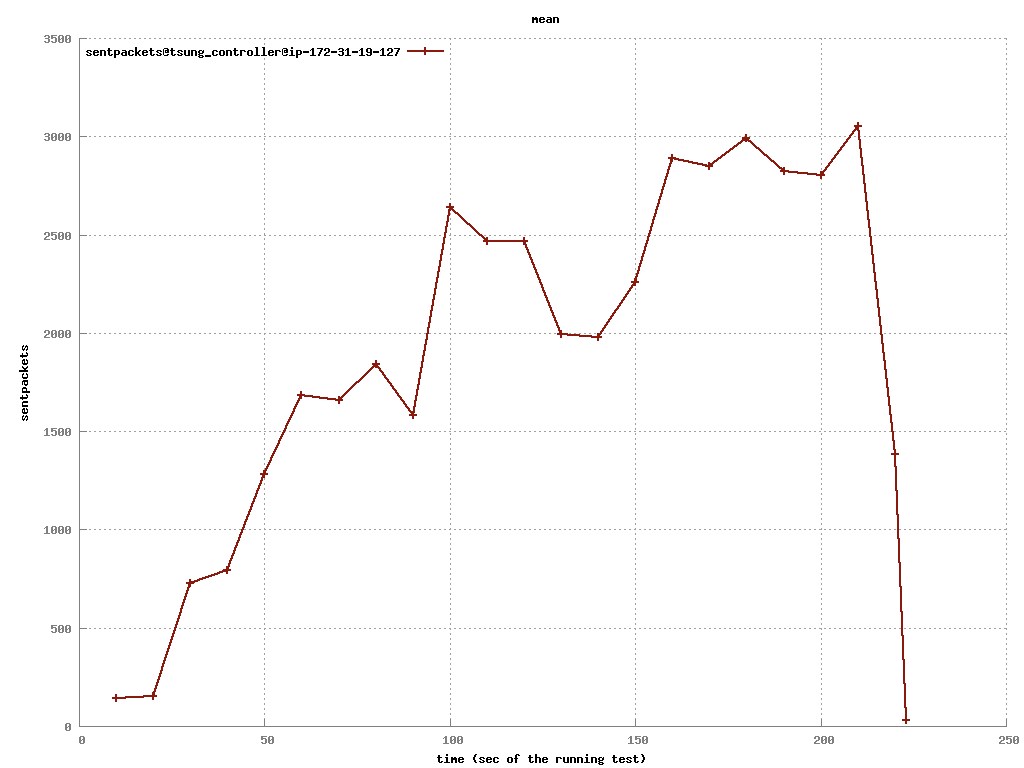 mean
3500
sentpackets@tsung_controller@ip-172-31-19-127
3000
2500
2000
sentpackets
1500
1000
500
0
0 50 100 150 200 250
time (sec of the running test)